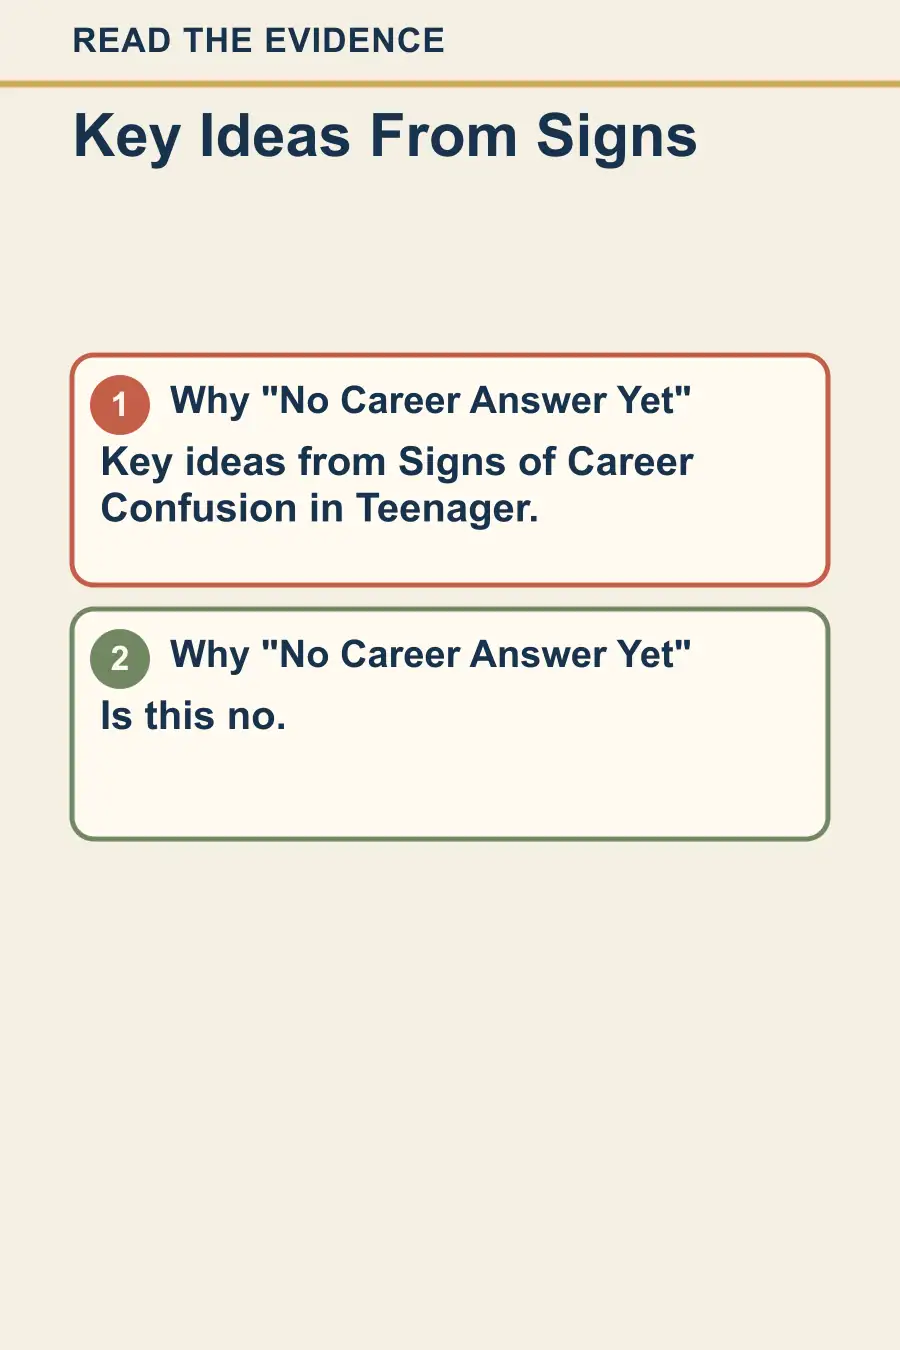 READ THE EVIDENCE
Key Ideas From Signs
1 Why "No Career Answer Yet"
Key ideas from Signs of Career
Confusion in Teenager.
2 Why "No Career Answer Yet"
Is this no.